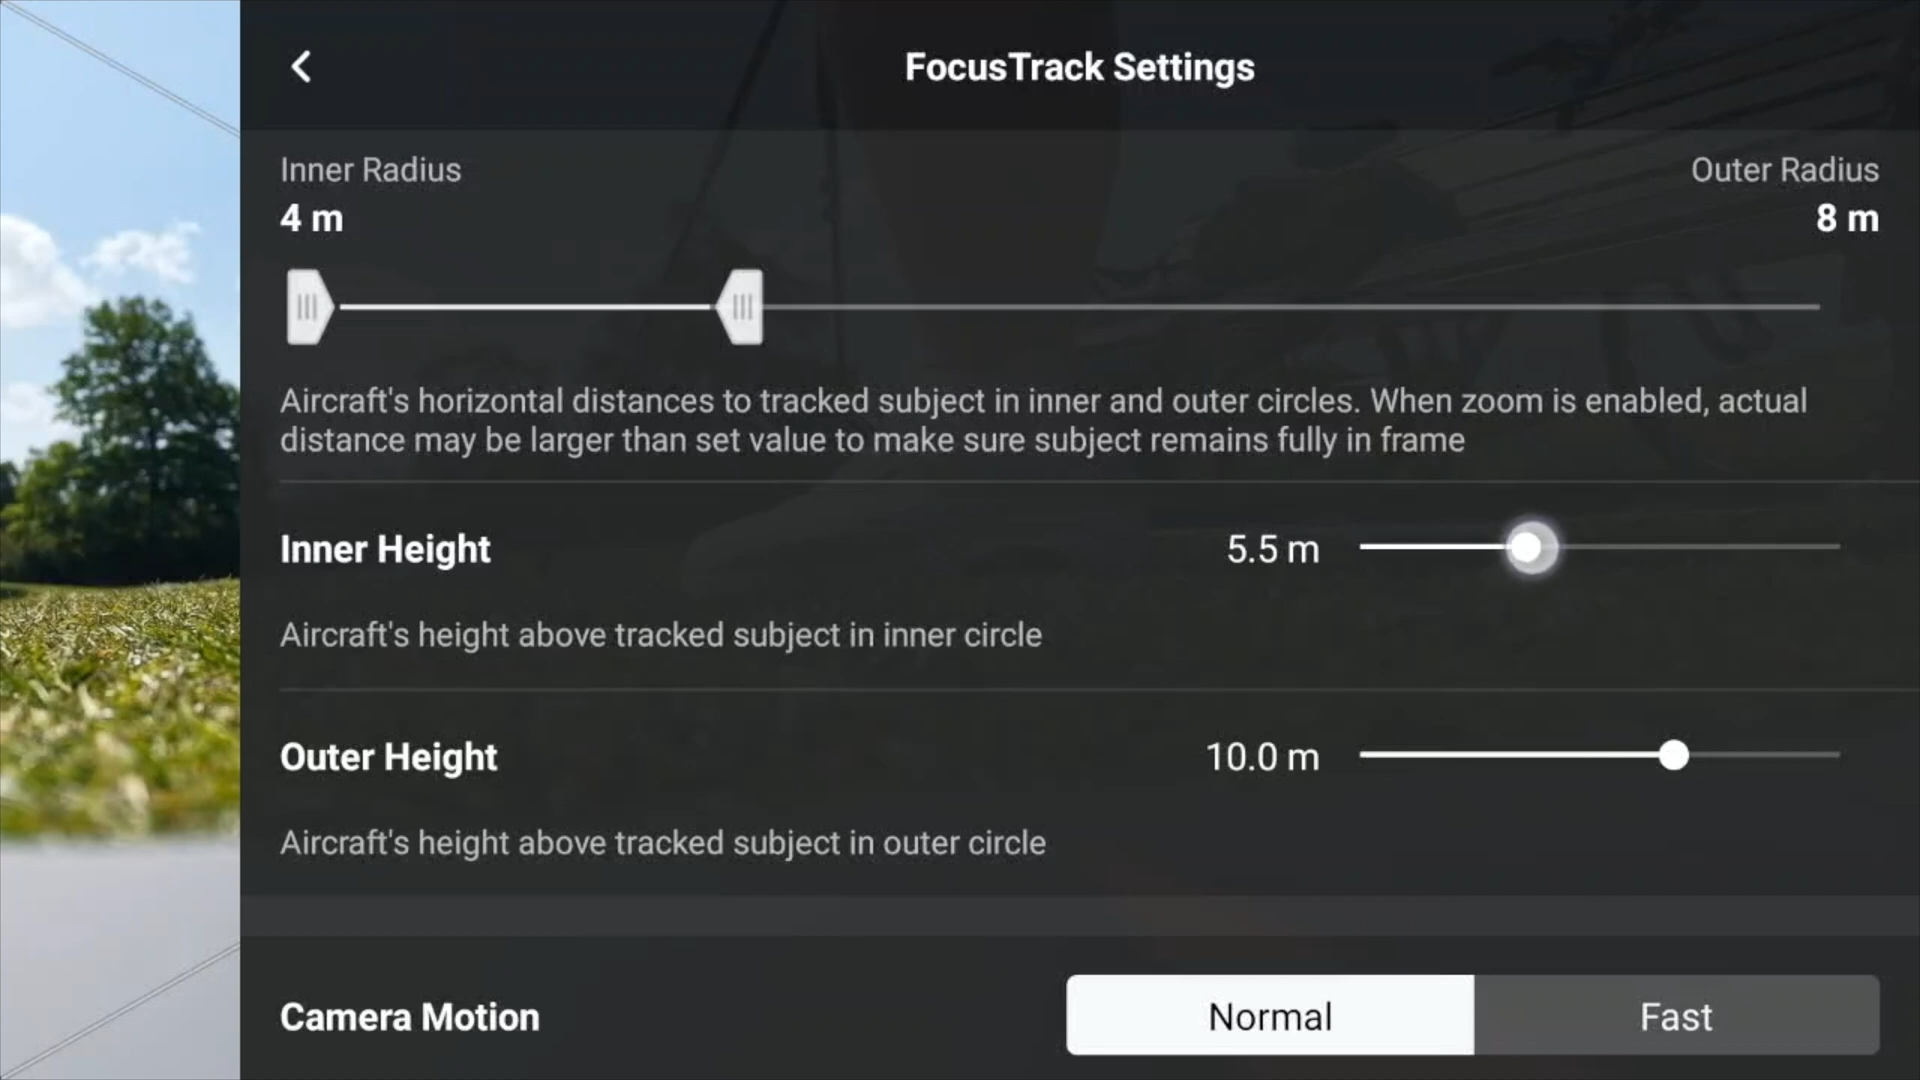 FocusTrack Settings
Inner Radius
Outer Radius
4 m
8 m
Aircraft's horizontal distances to tracked subject in inner and outer circles. When zoom is enabled, actual
distance may be larger than set value to make sure subject remains fully in frame
Inner Height
5.5 m
Aircraft's height above tracked subject in inner circle
Outer Height
10.0 m
Aircraft's height above tracked subject in outer circle
Camera Motion
Normal
Fast